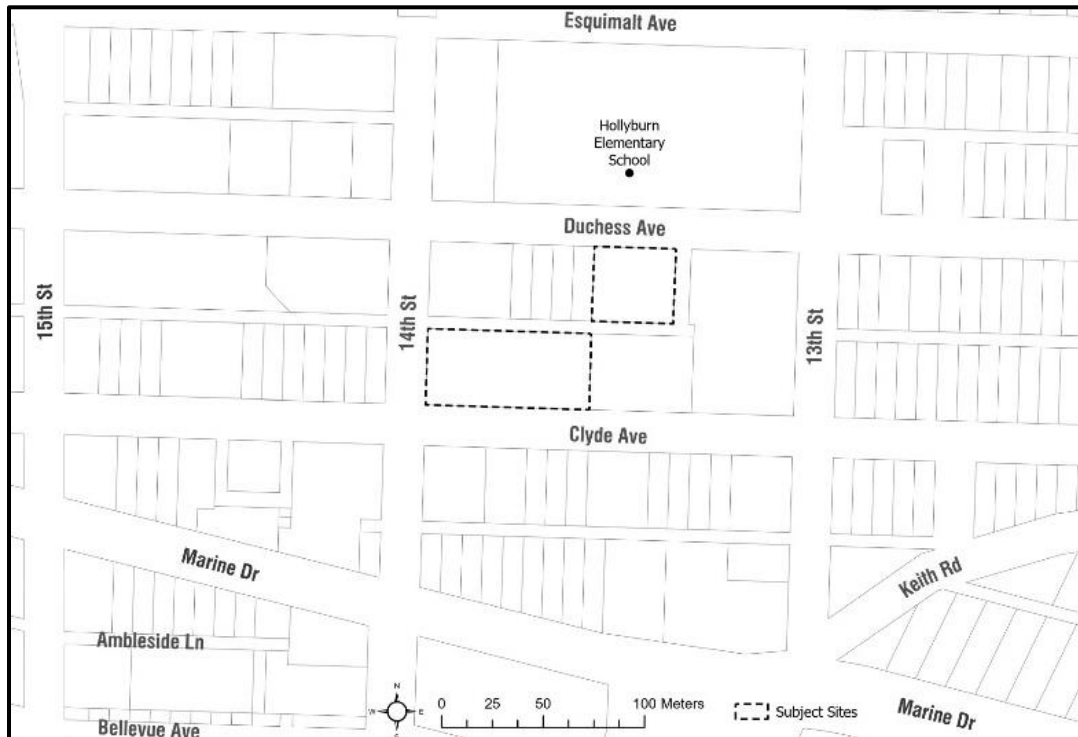 Esquimalt Ave
Hollyburn
Elementary
School
Duchess Ave
15th St
14th St
13th St
Clyde Ave
Marine Dr
Keith Rd
Ambleside Ln
N
W
E
S
0 25 50 100 Meters
Subject Sites
Marine Dr
Bellevue Ave